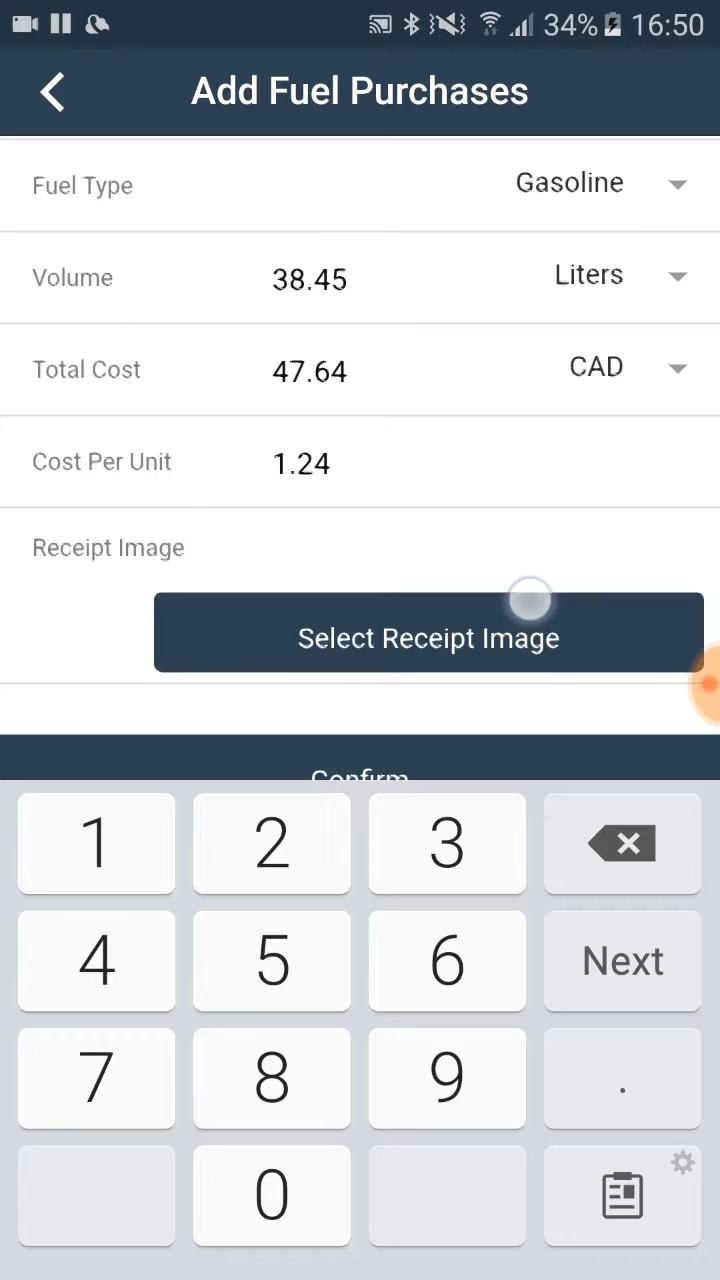 34% 16:50
Add Fuel Purchases
Fuel Type Gasoline
Volume 38.45 Liters
Total Cost 47.64 CAD
Cost Per Unit 1.24
Receipt Image
Select Receipt Image
Confirm
1 2 3
4 5 6 Next
7 8 9 .
0